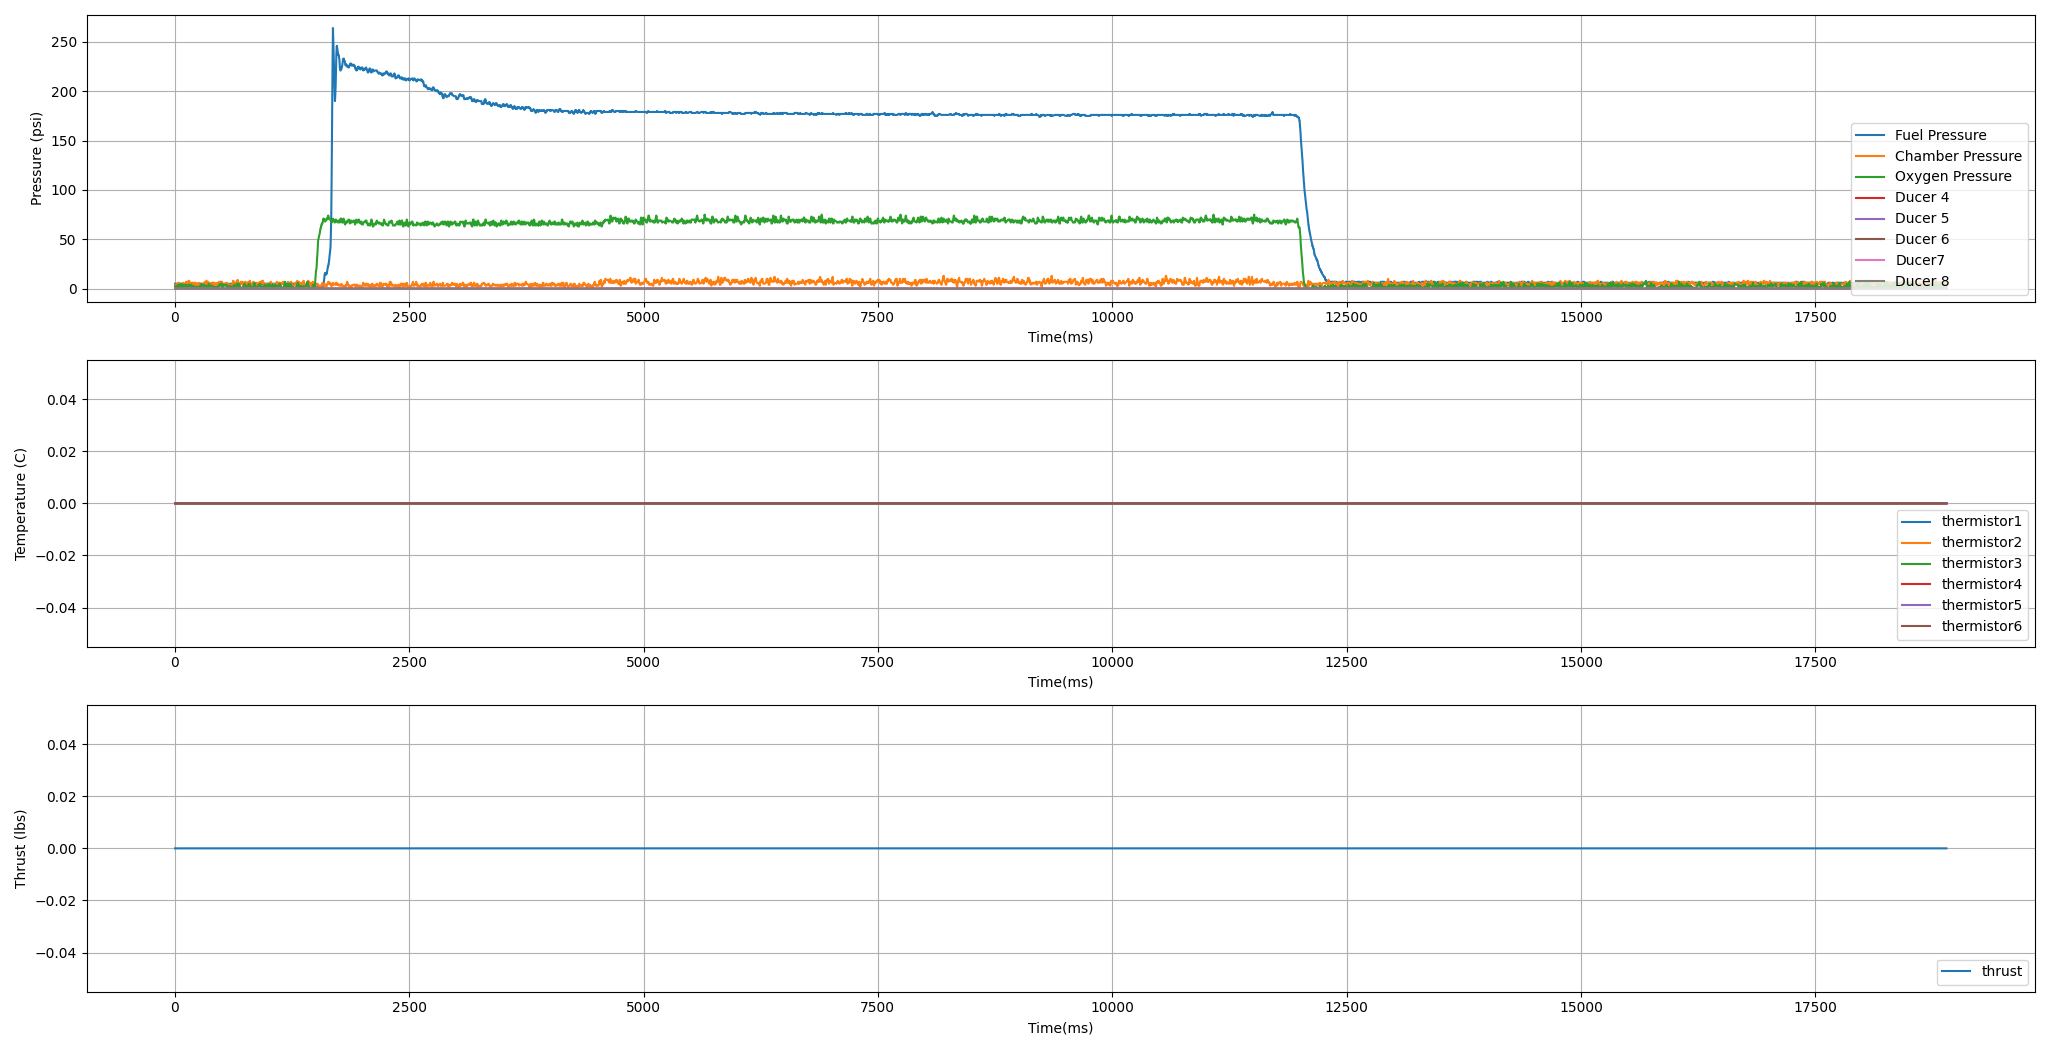 250
200
150
100
50
0
Pressure (psi)
Fuel Pressure
Chamber Pressure
Oxygen Pressure
Ducer 4
Ducer 5
Ducer 6
Ducer7
Ducer 8
0 2500 5000 7500 10000 12500 15000 17500
Time(ms)
0.04
0.02
0.00
−0.02
−0.04
Temperature (C)
thermistor1
thermistor2
thermistor3
thermistor4
thermistor5
thermistor6
0 2500 5000 7500 10000 12500 15000 17500
Time(ms)
0.04
0.02
0.00
−0.02
−0.04
Thrust (lbs)
thrust
0 2500 5000 7500 10000 12500 15000 17500
Time(ms)